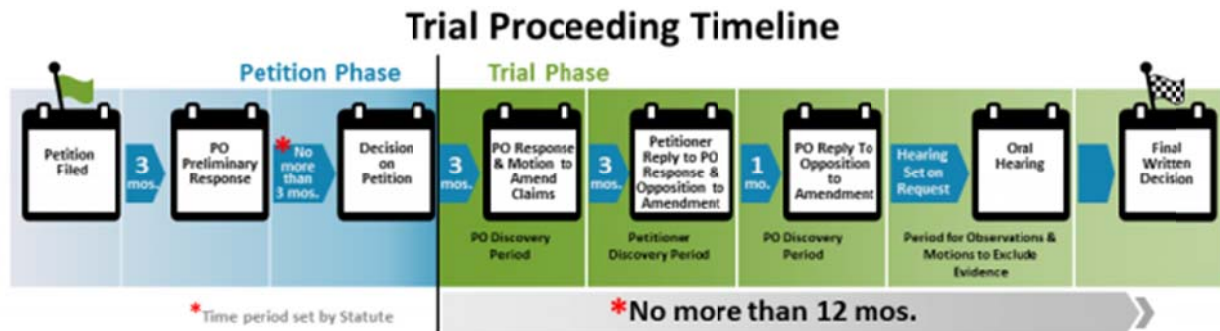 Trial Proceeding Timeline
Petition Phase
Trial Phase
Petition
Filed
3
mos.
PO
Preliminary
Response
*No
more
than
3 mos.
Decision
on
Petition
3
mos.
PO Response
& Motion to
Amend
Claims
3
mos.
Petitioner
Reply to PO
Response &
Opposition to
Amendment
1
mo.
PO Reply To
Opposition
to
Amendment
Hearing
Set on
Request
Oral
Hearing
Final
Written
Decision
PO Discovery
Period
Petitioner
Discovery Period
PO Discovery
Period
Period for Observations &
Motions to Exclude
Evidence
*Time period set by Statute
*No more than 12 mos.